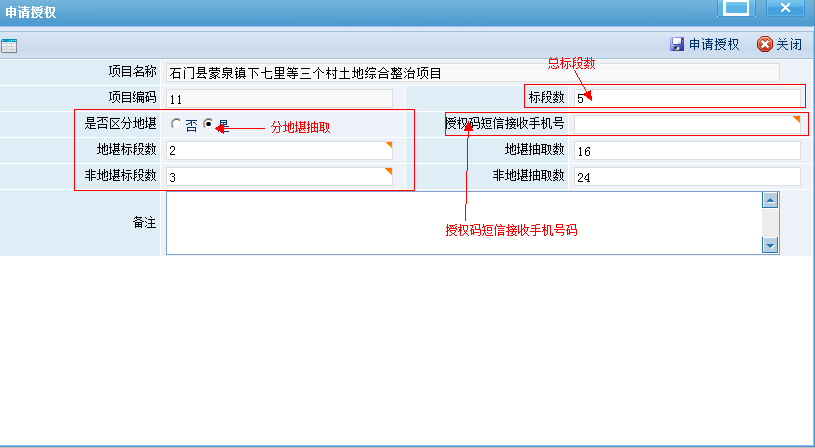 申请授权
申请授权 关闭
总标段数
项目名称 石门县蒙泉镇下七里等三个村土地综合整治项目
项目编码 11 标段数 5
是否区分地堪 否 是 分地堪抽取 授权码短信接收手机号
地堪标段数 2 地堪抽取数 16
非地堪标段数 3 非地堪抽取数 24
备注
授权码短信接收手机号码